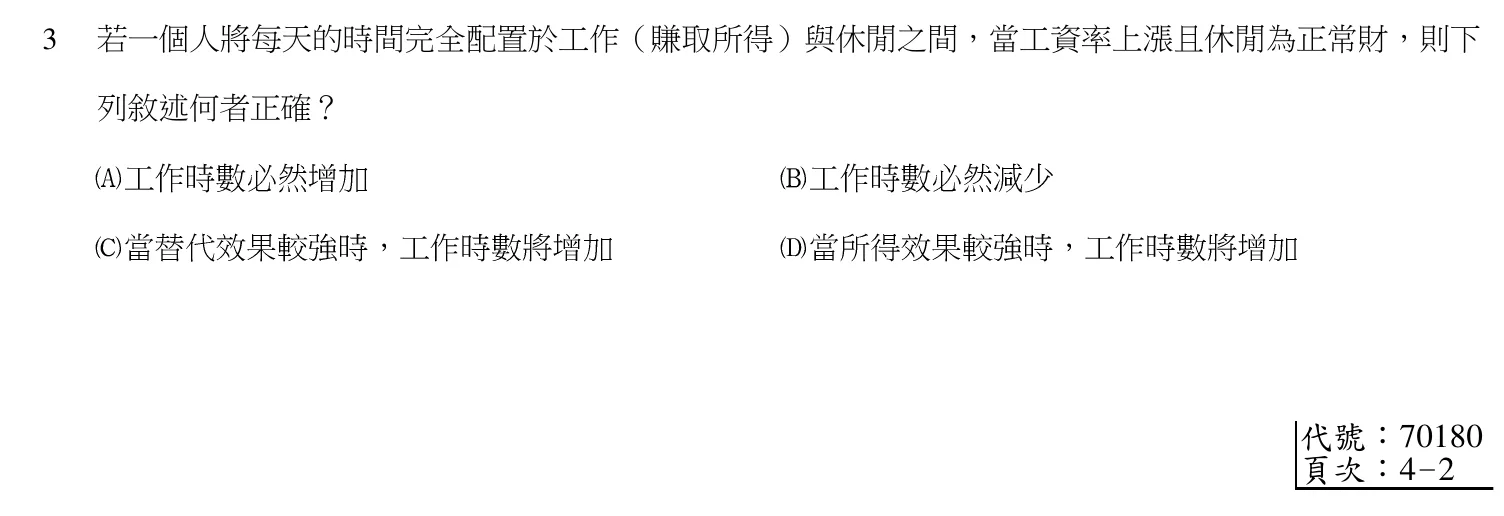 3 若一個人將每天的時間完全配置於工作（賺取所得）與休閒之間，當工資率上漲且休閒為正常財，則下
列敘述何者正確？
⑷工作時數必然增加 ⑻工作時數必然減少
⑶當替代效果較強時，工作時數將增加 ⑷當所得效果較強時，工作時數將增加
代號：70180
頁次：4-2